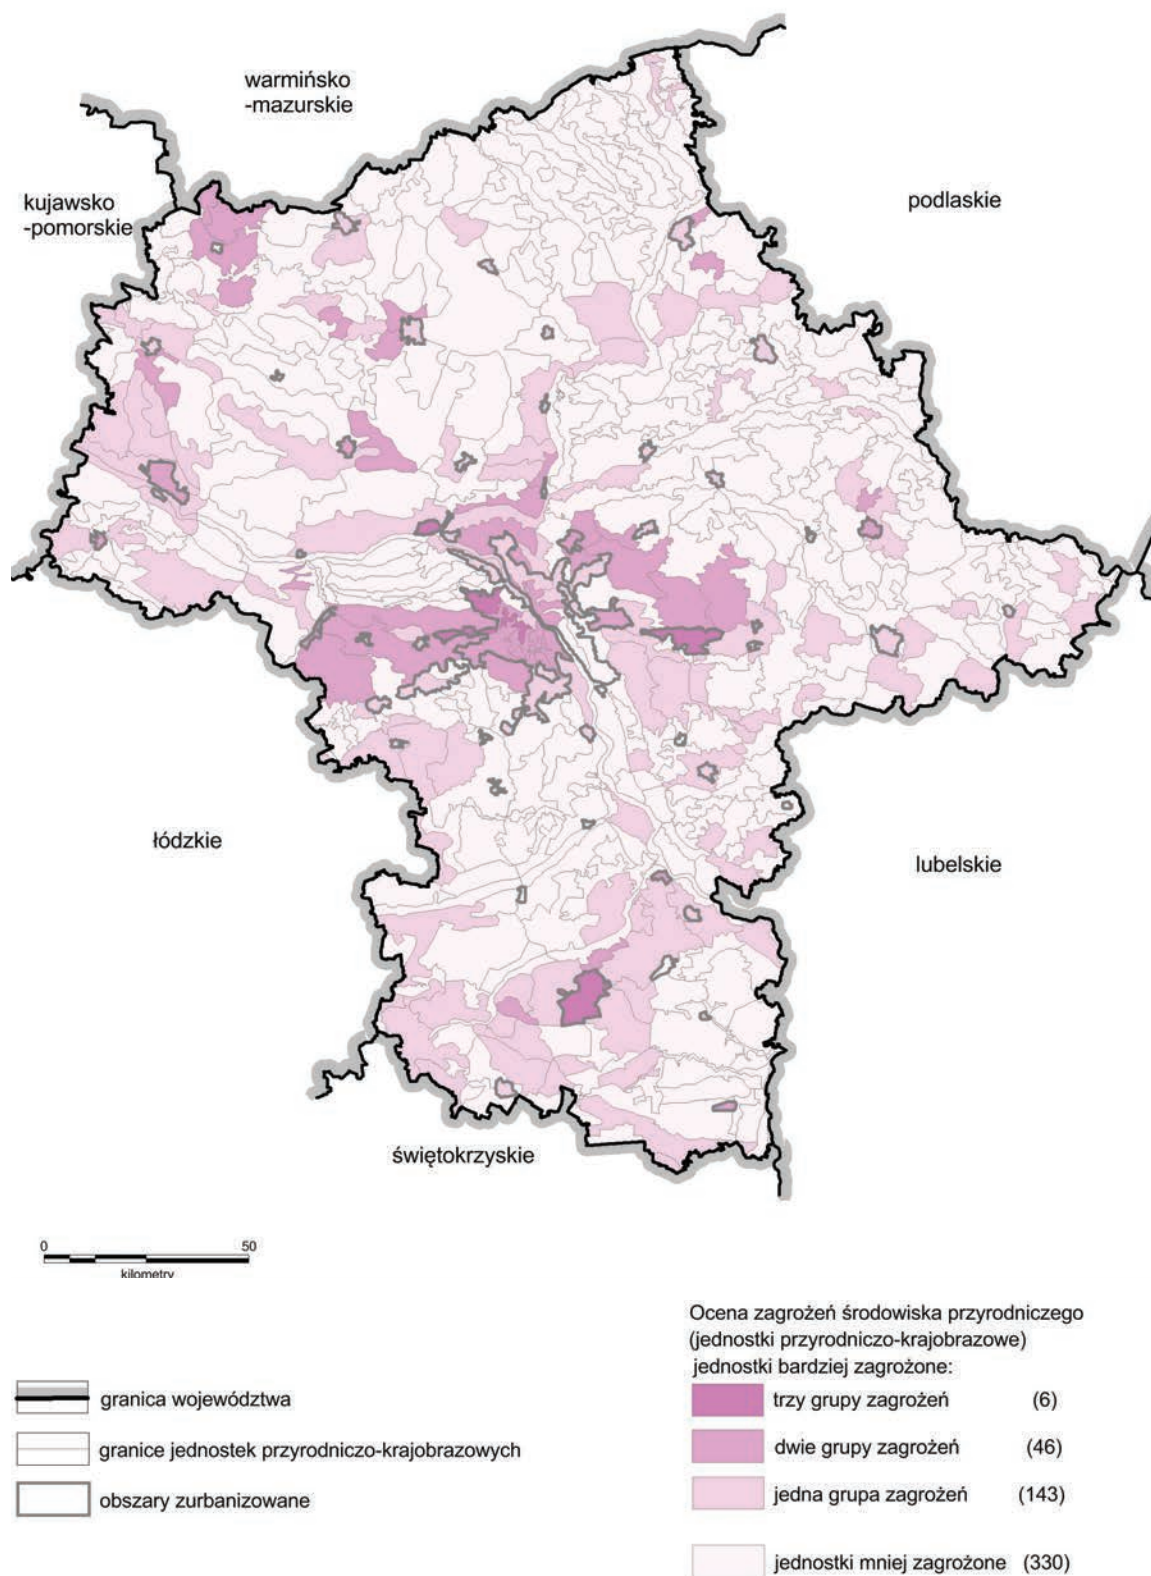 warmińsko
-mazurskie
kujawsko
-pomorskie
podlaskie
łódzkie
lubelskie
świętokrzyskie
0 50
kilometry
granica województwa
granice jednostek przyrodniczo-krajobrazowych
obszary zurbanizowane
Ocena zagrożeń środowiska przyrodniczego
(jednostki przyrodniczo-krajobrazowe)
jednostki bardziej zagrożone:
trzy grupy zagrożeń (6)
dwie grupy zagrożeń (46)
jedna grupa zagrożeń (143)
jednostki mniej zagrożone (330)